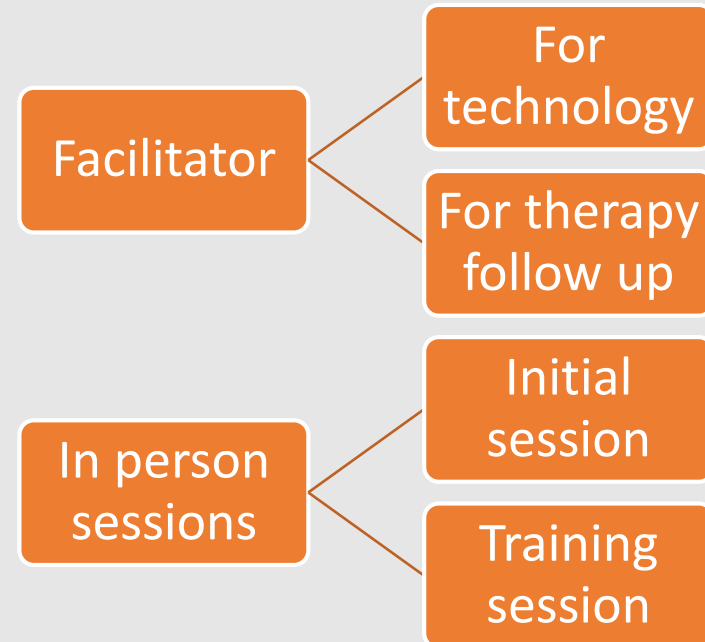 Facilitator
For
technology
For therapy
follow up
In person
sessions
Initial
session
Training
session